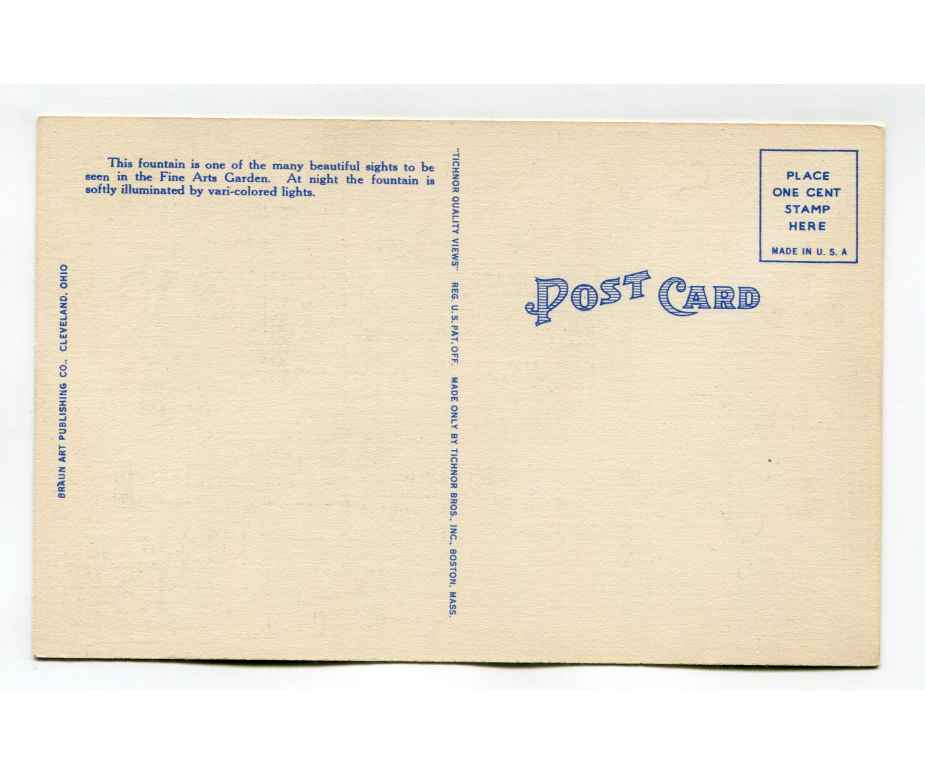 This fountain is one of the many beautiful sights to be
seen in the Fine Arts Garden. At night the fountain is
softly illuminated by vari-colored lights.
BRAUN ART PUBLISHING CO., CLEVELAND, OHIO
"TICHNOR QUALITY VIEWS" REG. U.S. PAT. OFF. MADE ONLY BY TICHNOR BROS., INC., BOSTON, MASS.
POST CARD
PLACE
ONE CENT
STAMP
HERE
MADE IN U. S. A